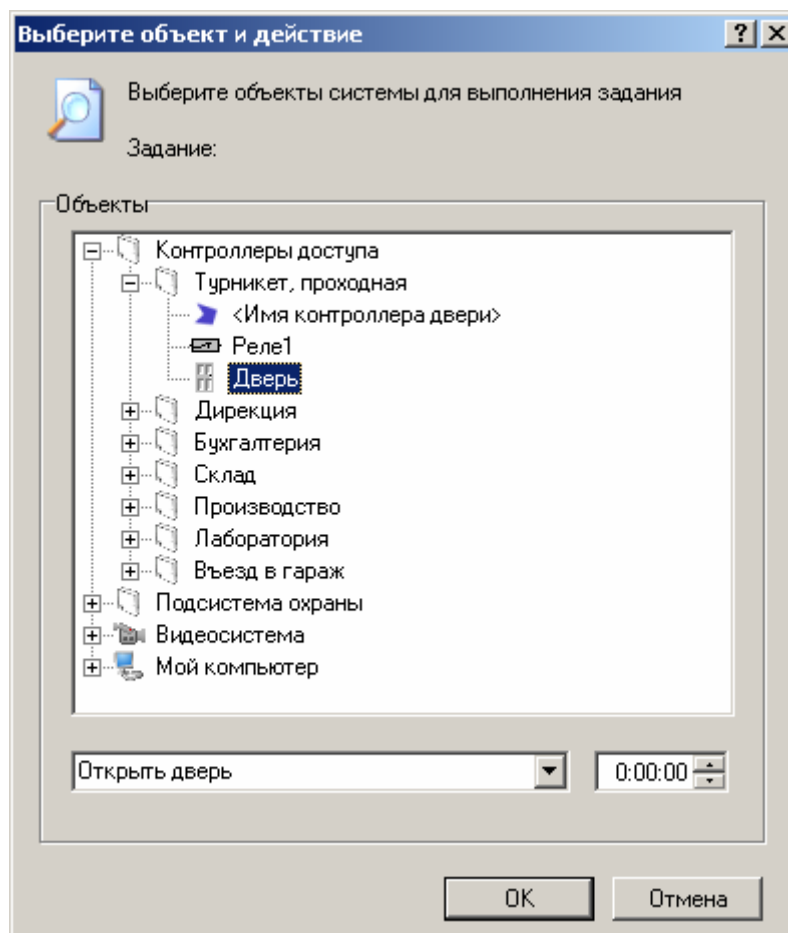 Выберите объект и действие
Выберите объекты системы для выполнения задания
Задание:
Объекты
Контроллеры доступа
Турникет, проходная
<Имя контроллера двери>
Реле1
Дверь
Дирекция
Бухгалтерия
Склад
Производство
Лаборатория
Въезд в гараж
Подсистема охраны
Видеосистема
Мой компьютер
Открыть дверь 0:00:00
OK Отмена